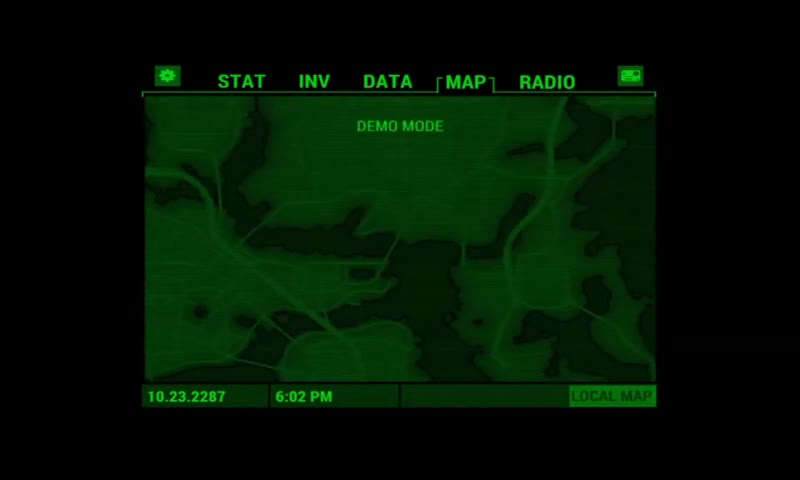 STAT INV DATA MAP RADIO
DEMO MODE
10.23.2287 6:02 PM LOCAL MAP